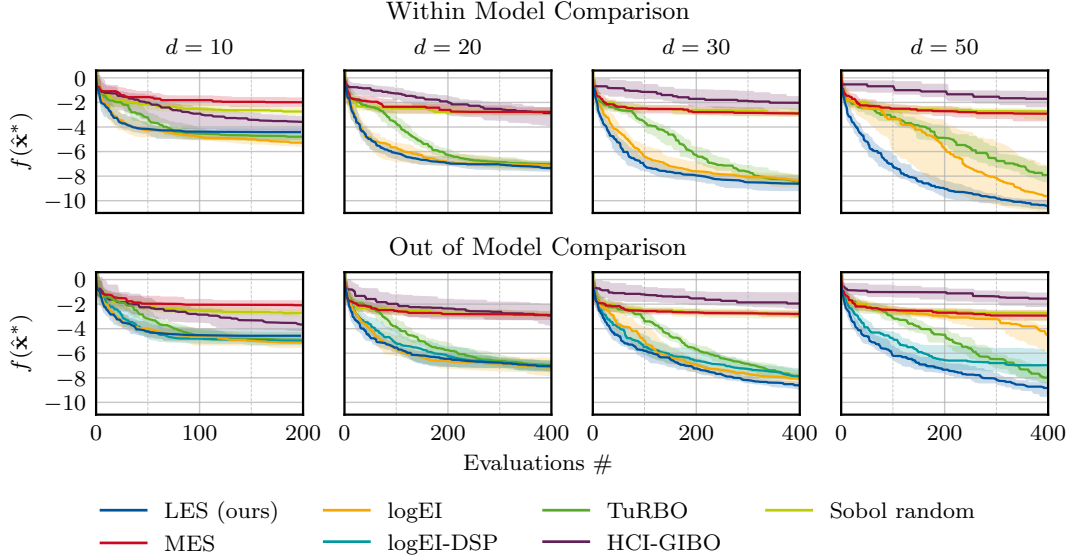 Within Model Comparison
d = 10
d = 20
d = 30
d = 50
f(x̂*)
0
−2
−4
−6
−8
−10
Out of Model Comparison
f(x̂*)
0
−2
−4
−6
−8
−10
0
200
0
200
400
0
200
400
0
200
400
Evaluations #
LES (ours)
logEI
TuRBO
Sobol random
MES
logEI-DSP
HCI-GIBO